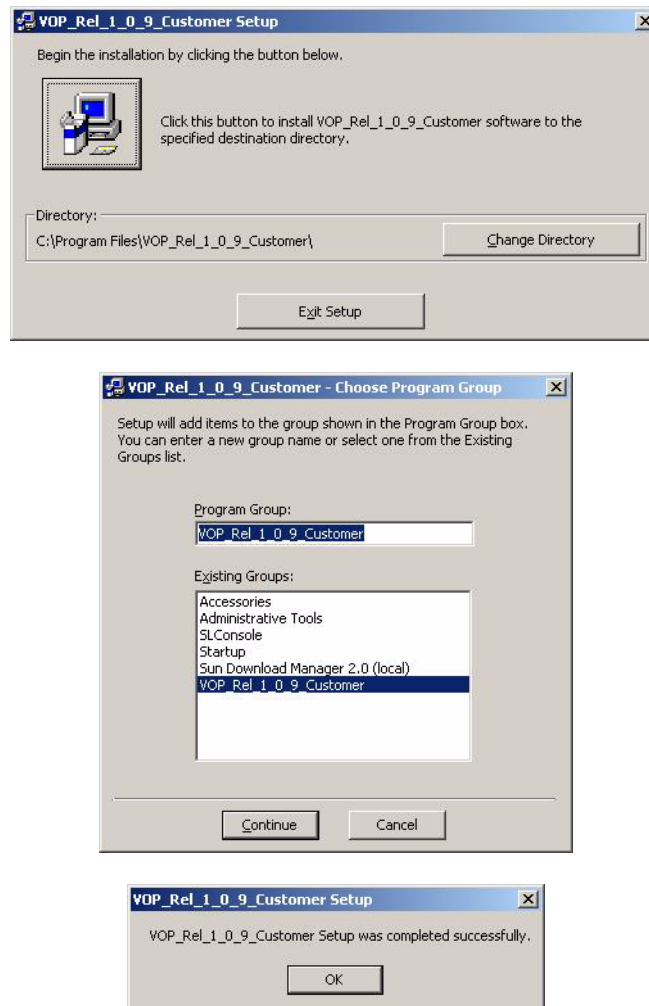 VOP_Rel_1_0_9_Customer Setup
Begin the installation by clicking the button below.
Click this button to install VOP_Rel_1_0_9_Customer software to the
specified destination directory.
Directory:
C:\Program Files\VOP_Rel_1_0_9_Customer\
Change Directory
Exit Setup
VOP_Rel_1_0_9_Customer - Choose Program Group
Setup will add items to the group shown in the Program Group box.
You can enter a new group name or select one from the Existing
Groups list.
Program Group:
VOP_Rel_1_0_9_Customer
Existing Groups:
Accessories
Administrative Tools
SLConsole
Startup
Sun Download Manager 2.0 (local)
VOP_Rel_1_0_9_Customer
Continue
Cancel
VOP_Rel_1_0_9_Customer Setup
VOP_Rel_1_0_9_Customer Setup was completed successfully.
OK